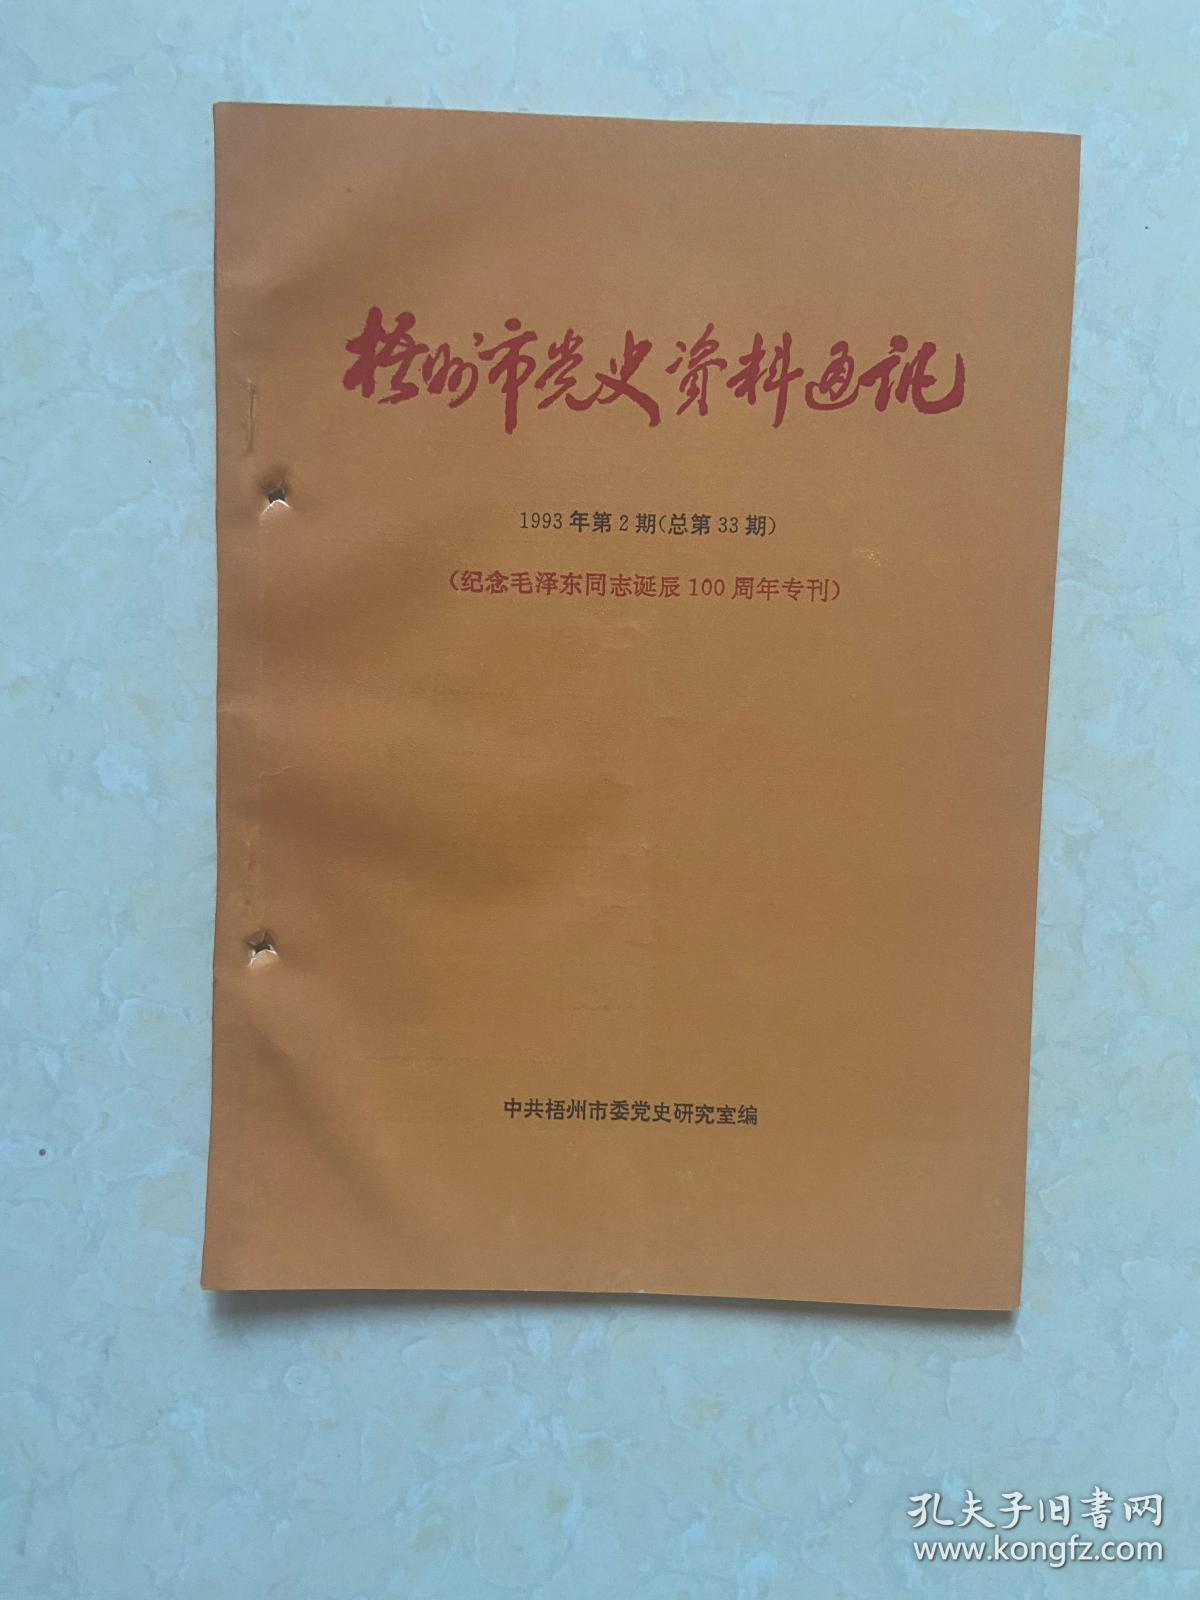 梧州市党史资料通讯
1993年第2期(总第33期)
(纪念毛泽东同志诞辰100周年专刊)
中共梧州市委党史研究室编
孔夫子旧书网
www.kongfz.com